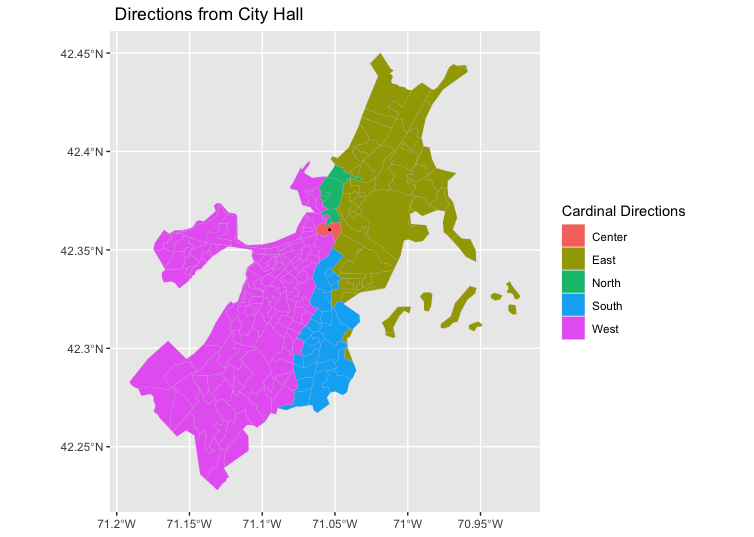 Directions from City Hall
42.45°N
42.4°N
42.35°N
42.3°N
42.25°N
71.2°W 71.15°W 71.1°W 71.05°W 71°W 70.95°W
Cardinal Directions
Center
East
North
South
West